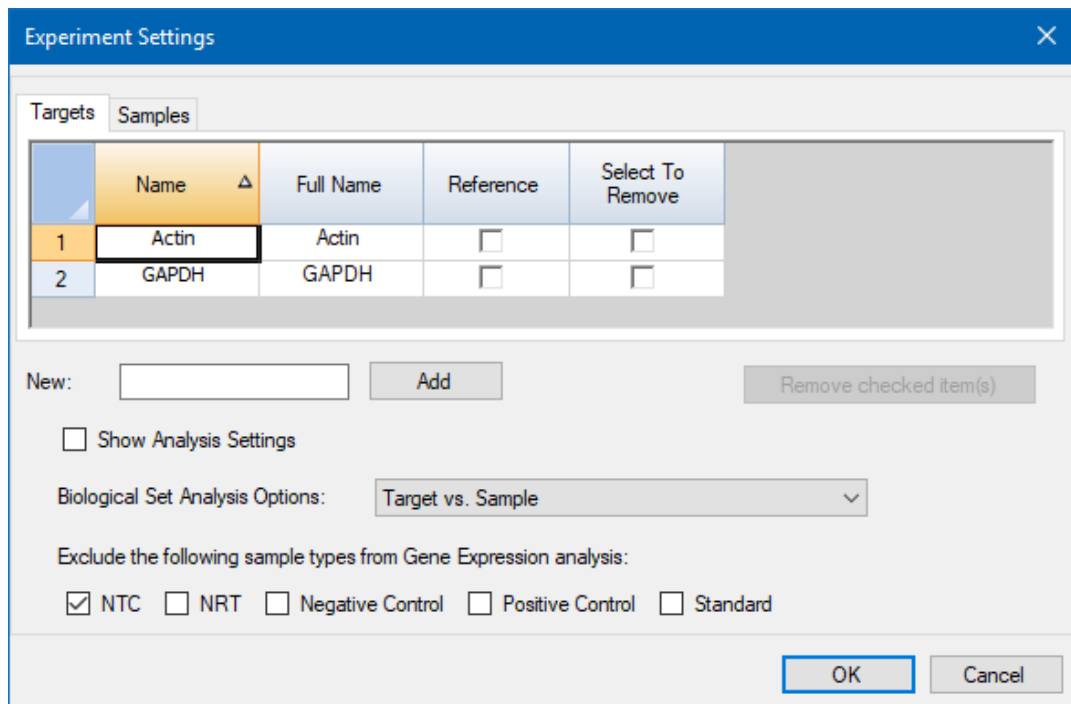 Experiment Settings
Targets Samples
Name Full Name Reference Select To Remove
1 Actin Actin
2 GAPDH GAPDH
New: Add Remove checked item(s)
Show Analysis Settings
Biological Set Analysis Options: Target vs. Sample
Exclude the following sample types from Gene Expression analysis:
NTC NRT Negative Control Positive Control Standard
OK Cancel